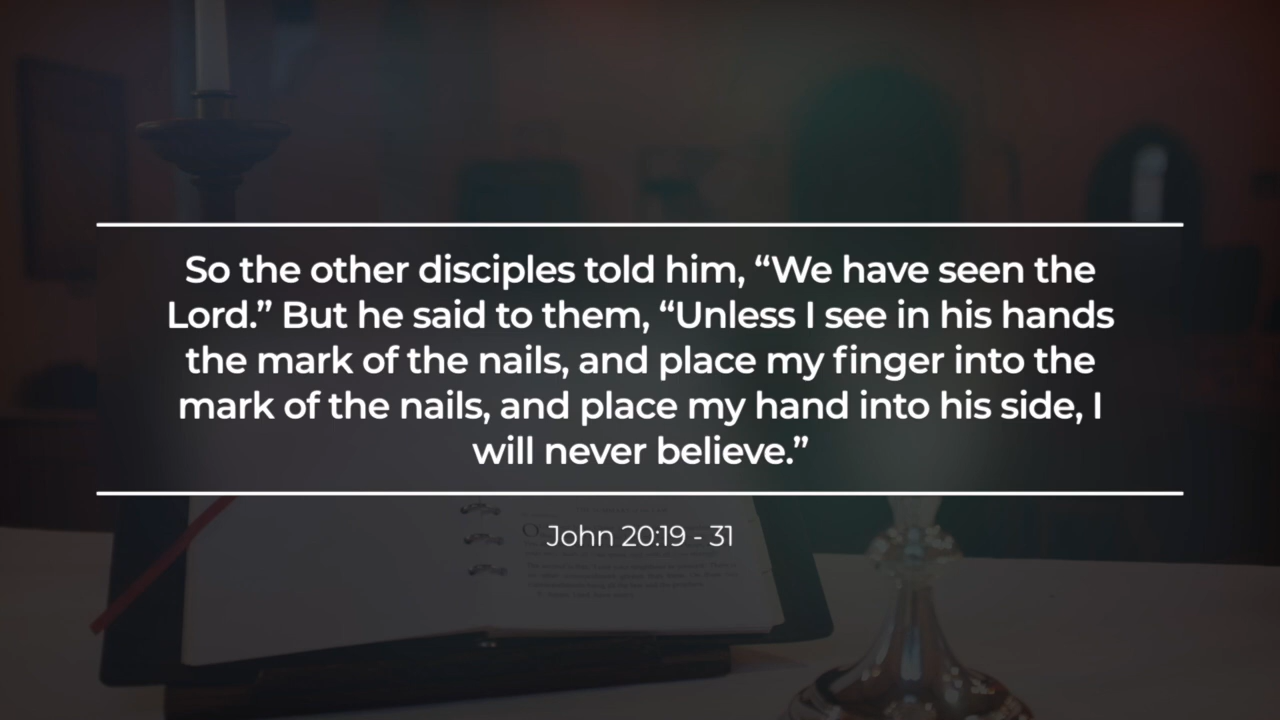 So the other disciples told him, “We have seen the
Lord.” But he said to them, “Unless I see in his hands
the mark of the nails, and place my finger into the
mark of the nails, and place my hand into his side, I
will never believe.”
John 20:19 - 31